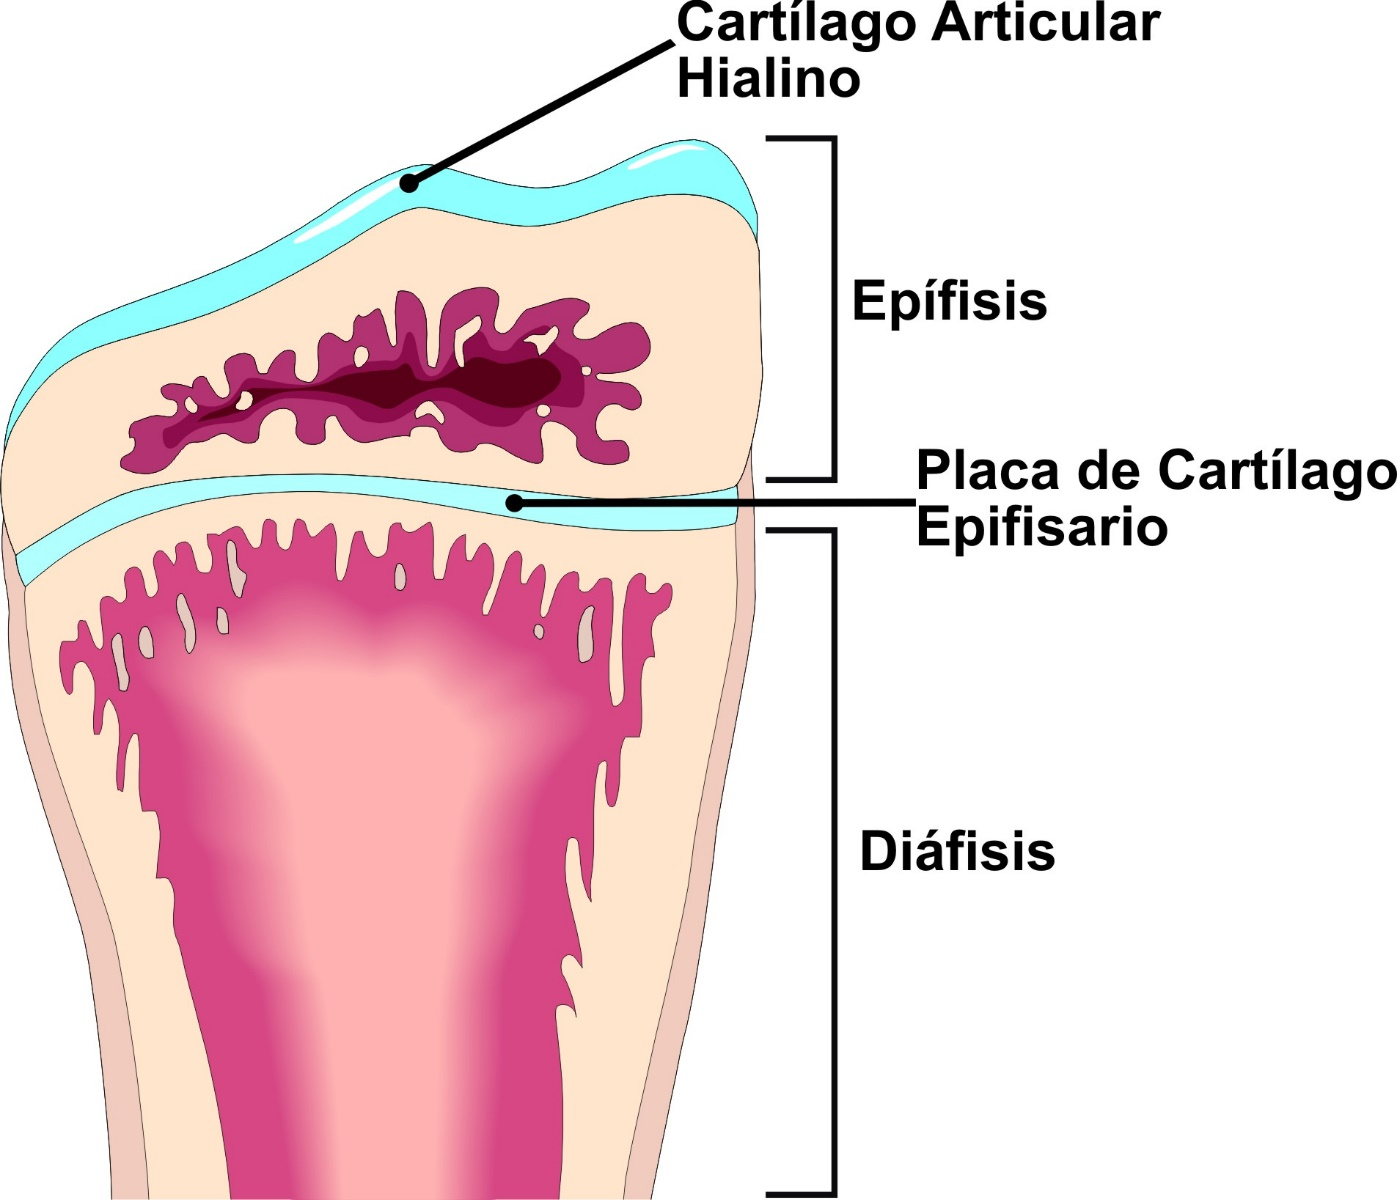 Cartílago Articular
Hialino
Epífisis
Placa de Cartílago
Epifisario
Diáfisis